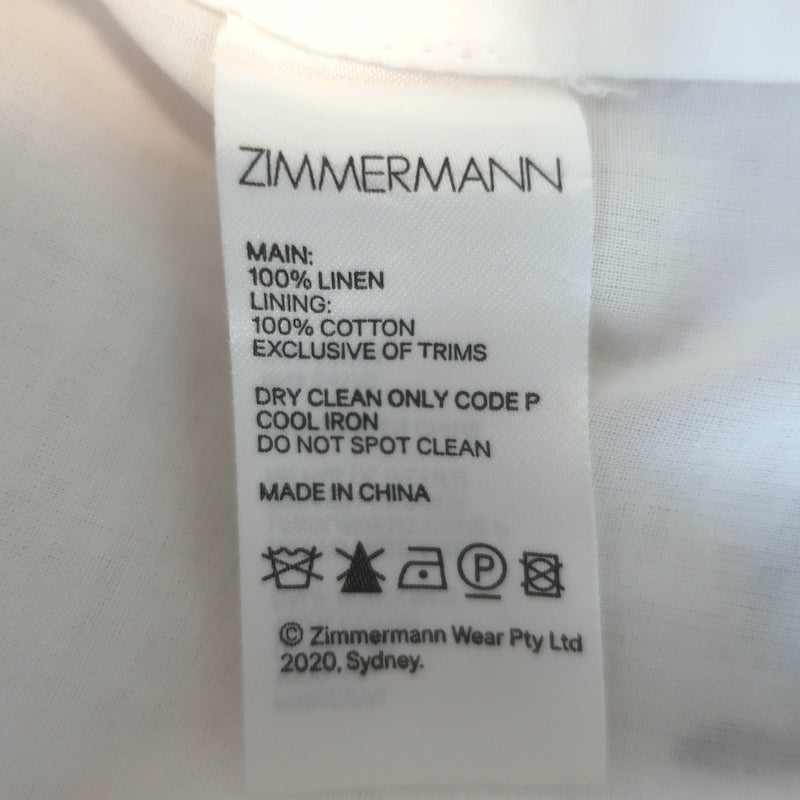 ZIMMERMANN
MAIN:
100% LINEN
LINING:
100% COTTON
EXCLUSIVE OF TRIMS
DRY CLEAN ONLY CODE P
COOL IRON
DO NOT SPOT CLEAN
MADE IN CHINA
P
© Zimmermann Wear Pty Ltd
2020, Sydney.